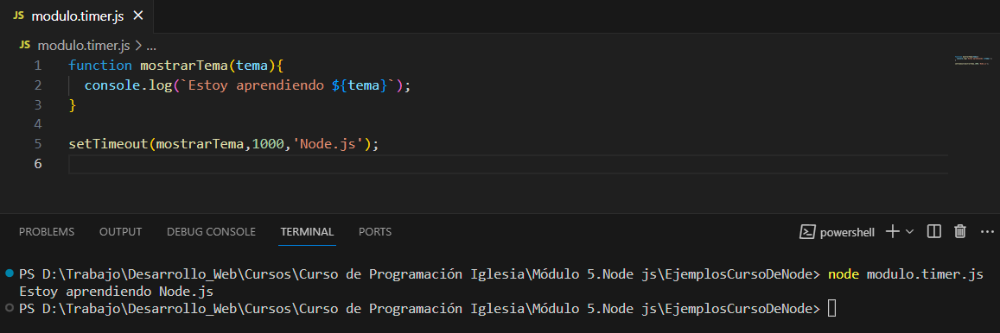 JS modulo.timer.js ×
JS modulo.timer.js > ...
1 function mostrarTema(tema){
2   console.log(`Estoy aprendiendo ${tema}`);
3 }
4
5 setTimeout(mostrarTema,1000,'Node.js');
6
PROBLEMS OUTPUT DEBUG CONSOLE TERMINAL PORTS powershell
PS D:\Trabajo\Desarrollo_Web\Cursos\Curso de Programación Iglesia\Módulo 5.Node js\EjemplosCursoDeNode> node modulo.timer.js
Estoy aprendiendo Node.js
PS D:\Trabajo\Desarrollo_Web\Cursos\Curso de Programación Iglesia\Módulo 5.Node js\EjemplosCursoDeNode>